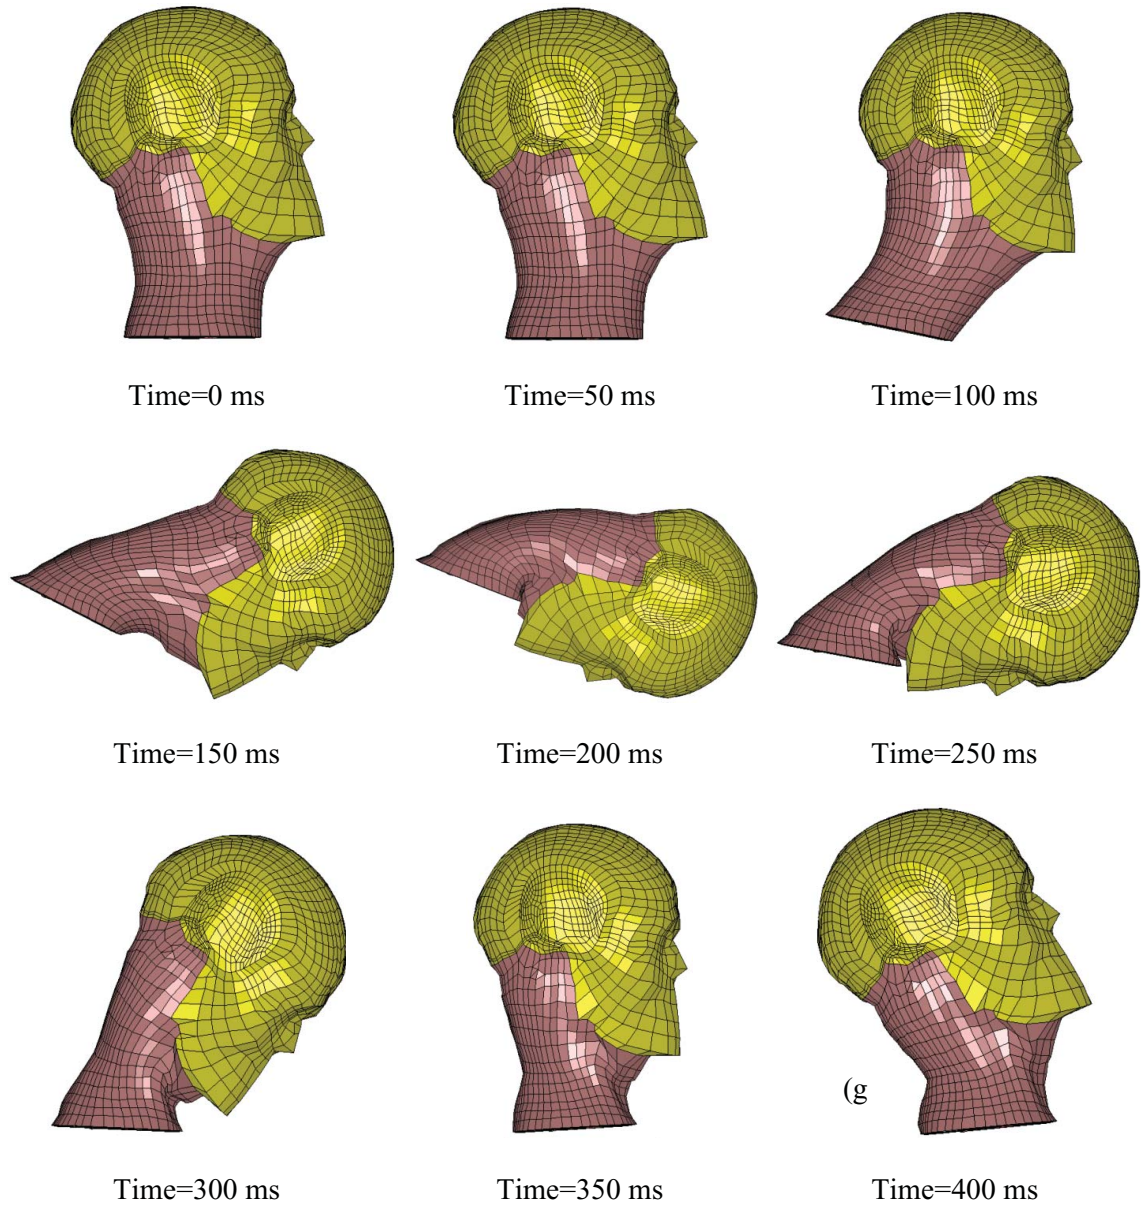 Time=0 ms
Time=50 ms
Time=100 ms
Time=150 ms
Time=200 ms
Time=250 ms
(g
Time=300 ms
Time=350 ms
Time=400 ms